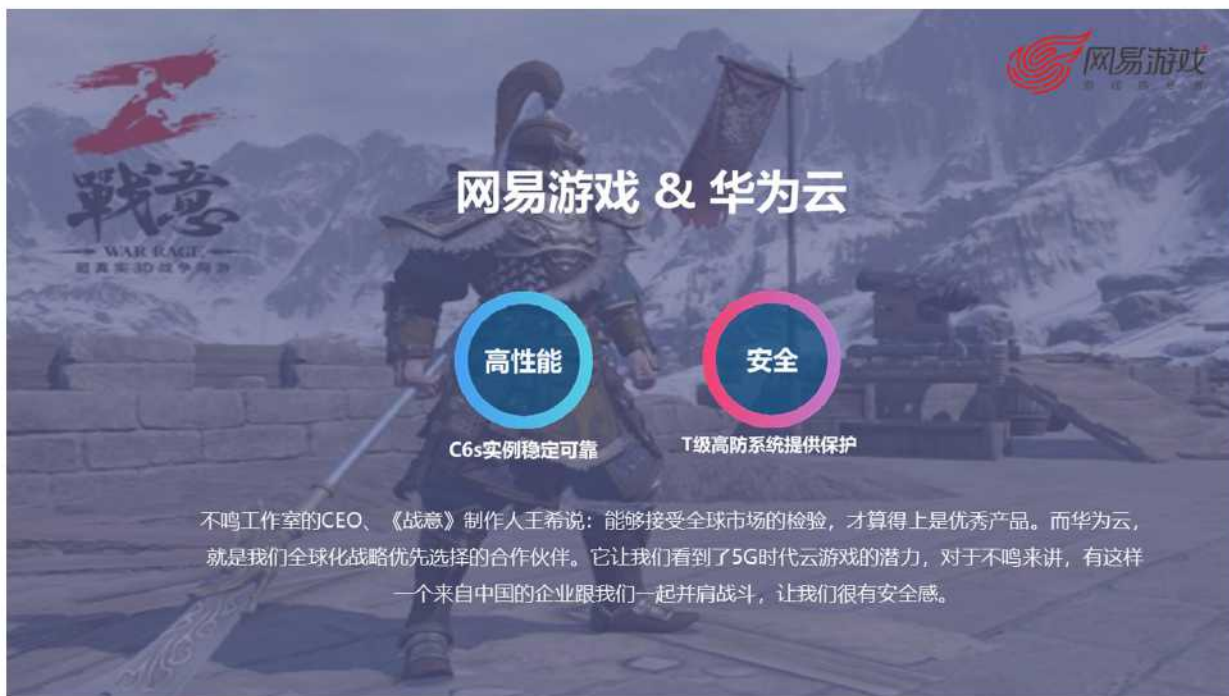 网易游戏
戰意
WAR RAGE
超真实3D战争网游
网易游戏 & 华为云
高性能
安全
C6s实例稳定可靠
T级高防系统提供保护
不鸣工作室的CEO、《战意》制作人王希说：能够接受全球市场的检验，才算得上是优秀产品。而华为云，
就是我们全球化战略优先选择的合作伙伴。它让我们看到了5G时代云游戏的潜力，对于不鸣来讲，有这样
一个来自中国的企业跟我们一起并肩战斗，让我们很有安全感。